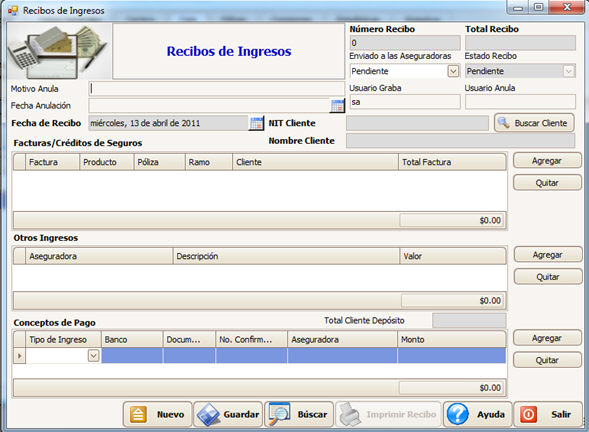 Recibos de Ingresos
Recibos de Ingresos
Número Recibo Total Recibo
0
Enviado a las Aseguradoras Estado Recibo
Pendiente Pendiente
Motivo Anula Usuario Graba Usuario Anula
Fecha Anulación sa
Fecha de Recibo miércoles, 13 de abril de 2011 NIT Cliente Buscar Cliente
Nombre Cliente
Facturas/Créditos de Seguros
Factura Producto Póliza Ramo Cliente Total Factura Agregar
Quitar
$0.00
Otros Ingresos
Aseguradora Descripción Valor Agregar
Quitar
$0.00
Total Cliente Depósito
Conceptos de Pago
Tipo de Ingreso Banco Docum... No. Confirm... Aseguradora Monto Agregar
Quitar
$0.00
Nuevo Guardar Búscar Imprimir Recibo Ayuda Salir